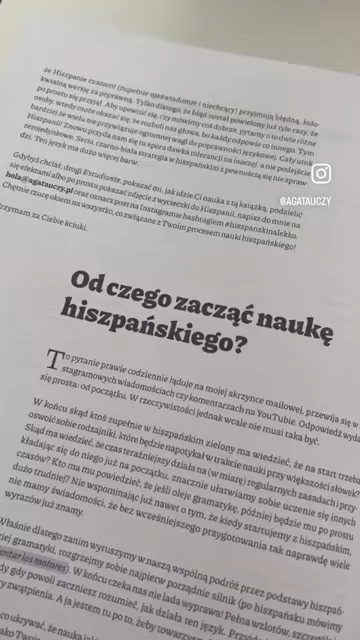 że Hiszpanie czasami (zupełnie nieświadomie i niechcący) przyjmują błędną, kolo-
kwialną wersję za poprawną. Tylko dlatego, że błąd został powielony już tyle razy, że
po prostu się przyjął. Aby upewnić się, czy mówimy coś dobrze, pytamy o to dwie różne
osoby, wtedy może okazać się, że rozboli nas głowa, bo każdy odpowie co innego. Tym
bardziej że wielu nie przywiązuje ogromnej wagi do poprawności językowej. Cały urok
Hiszpanii! Znowu przyda nam się tu spora dawka tolerancji na inaczej, a nie podejście
zerojedynkowe. Serio, czarno-biała strategia w hiszpańskim z pewnością się nie spraw-
dzi. Ten język ma dużo więcej barw.
Gdybyś chciał, drogi Estudiante, pokazać mi, jak idzie Ci nauka z tą książką, podzielić
się efektami albo po prostu pokazać zdjęcie z wycieczki do Hiszpanii, napisz do mnie na
hola@agatauczy.pl oraz oznacz post na Instagramie hashtagiem #hiszpanskinalekko.
Chętnie rzucę okiem na wszystko, co związane z Twoim procesem nauki hiszpańskiego!
Trzymam za Ciebie kciuki.
@AGATAUCZY
Od czego zacząć naukę
hiszpańskiego?
To pytanie prawie codziennie ląduje na mojej skrzynce mailowej, przewija się w
stagramowych wiadomościach czy komentarzach na YouTubie. Odpowiedź wyda
się prosta: od początku. W rzeczywistości jednak wcale nie musi taka być.
W końcu skąd ktoś zupełnie w hiszpańskim zielony ma wiedzieć, że na start trzeba
oswoić sobie rodzajniki, które będzie napotykał w trakcie nauki przy większości słówek
Skąd ma wiedzieć, że czas teraźniejszy działa na (w miarę) regularnych zasadach i przy-
kładając się do niego już na początku, znacznie ułatwiamy sobie uczenie się innych
czasów? Kto ma mu powiedzieć, że jeśli oleje gramatykę, później będzie mu po prostu
dużo trudniej? Nie wspominając już nawet o tym, że kiedy startujemy z hiszpańskim,
nie mamy świadomości, że bez wcześniejszego przygotowania tak naprawdę wiele
wyrazów już znamy.
Właśnie dlatego zanim wyruszymy w naszą wspólną podróż przez podstawy hiszpań-
iej gramatyki, rozgrzejmy sobie najpierw porządnie silnik (po hiszpańsku mówimy
entar los motores). W końcu czeka nas nie lada wyprawa! Pełna wzlotów, szczęśliw
dy gdy powoli zaczniesz rozumieć, jak działa ten język. Przyjdą
y zwątpienia. A ja jestem tu po to, żeby towarzysz
co ukrywać, że nauka
ako Twoja